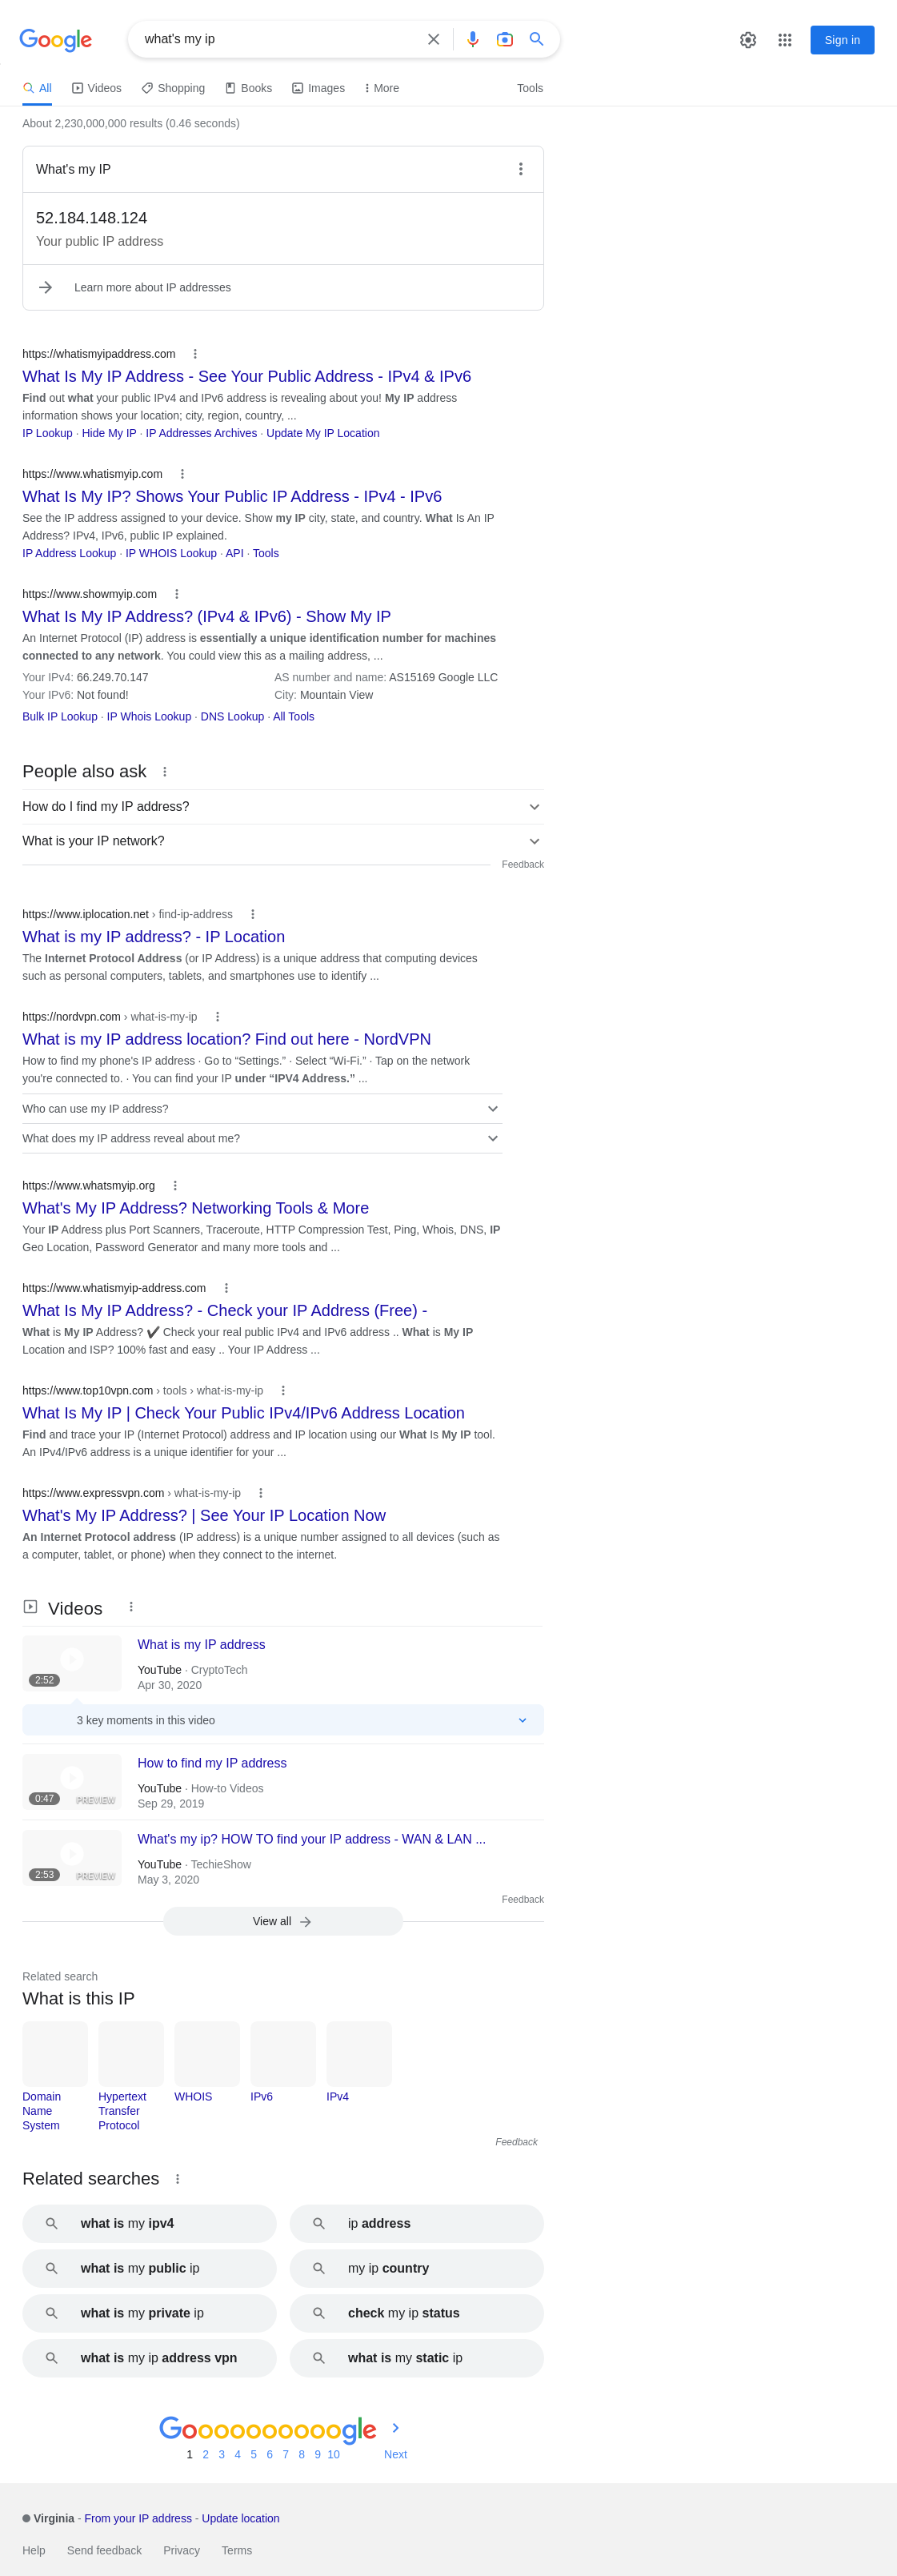 Google
what's my ip
Sign in
All
Videos
Shopping
Books
Images
More
Tools
About 2,230,000,000 results (0.46 seconds)
What's my IP
52.184.148.124
Your public IP address
Learn more about IP addresses
https://whatismyipaddress.com
What Is My IP Address - See Your Public Address - IPv4 & IPv6
Find out what your public IPv4 and IPv6 address is revealing about you! My IP address
information shows your location; city, region, country, ...
IP Lookup · Hide My IP · IP Addresses Archives · Update My IP Location
https://www.whatismyip.com
What Is My IP? Shows Your Public IP Address - IPv4 - IPv6
See the IP address assigned to your device. Show my IP city, state, and country. What Is An IP
Address? IPv4, IPv6, public IP explained.
IP Address Lookup · IP WHOIS Lookup · API · Tools
https://www.showmyip.com
What Is My IP Address? (IPv4 & IPv6) - Show My IP
An Internet Protocol (IP) address is essentially a unique identification number for machines
connected to any network. You could view this as a mailing address, ...
Your IPv4: 66.249.70.147
AS number and name: AS15169 Google LLC
Your IPv6: Not found!
City: Mountain View
Bulk IP Lookup · IP Whois Lookup · DNS Lookup · All Tools
People also ask
How do I find my IP address?
What is your IP network?
Feedback
https://www.iplocation.net › find-ip-address
What is my IP address? - IP Location
The Internet Protocol Address (or IP Address) is a unique address that computing devices
such as personal computers, tablets, and smartphones use to identify ...
https://nordvpn.com › what-is-my-ip
What is my IP address location? Find out here - NordVPN
How to find my phone's IP address · Go to “Settings.” · Select “Wi-Fi.” · Tap on the network
you're connected to. · You can find your IP under “IPV4 Address.” ...
Who can use my IP address?
What does my IP address reveal about me?
https://www.whatsmyip.org
What's My IP Address? Networking Tools & More
Your IP Address plus Port Scanners, Traceroute, HTTP Compression Test, Ping, Whois, DNS, IP
Geo Location, Password Generator and many more tools and ...
https://www.whatismyip-address.com
What Is My IP Address? - Check your IP Address (Free) -
What is My IP Address? ✔️ Check your real public IPv4 and IPv6 address .. What is My IP
Location and ISP? 100% fast and easy .. Your IP Address ...
https://www.top10vpn.com › tools › what-is-my-ip
What Is My IP | Check Your Public IPv4/IPv6 Address Location
Find and trace your IP (Internet Protocol) address and IP location using our What Is My IP tool.
An IPv4/IPv6 address is a unique identifier for your ...
https://www.expressvpn.com › what-is-my-ip
What's My IP Address? | See Your IP Location Now
An Internet Protocol address (IP address) is a unique number assigned to all devices (such as
a computer, tablet, or phone) when they connect to the internet.
Videos
What is my IP address
YouTube · CryptoTech
2:52
Apr 30, 2020
3 key moments in this video
How to find my IP address
YouTube · How-to Videos
0:47
PREVIEW
Sep 29, 2019
What's my ip? HOW TO find your IP address - WAN & LAN ...
YouTube · TechieShow
2:53
PREVIEW
May 3, 2020
Feedback
View all
Related search
What is this IP
Domain
Name
System
Hypertext
Transfer
Protocol
WHOIS
IPv6
IPv4
Feedback
Related searches
what is my ipv4
ip address
what is my public ip
my ip country
what is my private ip
check my ip status
what is my ip address vpn
what is my static ip
Goooooooooogle
1 2 3 4 5 6 7 8 9 10 Next
Virginia - From your IP address - Update location
Help
Send feedback
Privacy
Terms